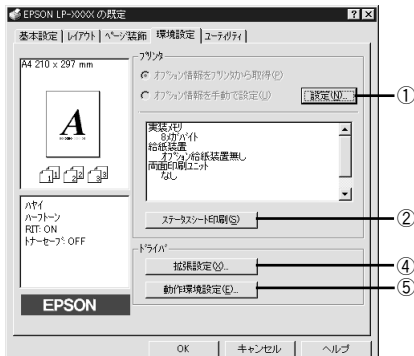 EPSON LP-XXXX の既定
基本設定 レイアウト ページ装飾 環境設定 ユーティリティ
A4 210 x 297 mm
A
1 2 3
ハヤイ
ハーフトーン
RIT: ON
トナーセーブ: OFF
EPSON
プリンタ
オプション情報をプリンタから取得(P)
オプション情報を手動で設定(U)
設定(N)...
①
実装メモリ
8メガバイト
給紙装置
オプション給紙装置無し
両面印刷ユニット
なし
ステータスシート印刷(S)
②
ドライバ
拡張設定(X)...
④
動作環境設定(E)...
⑤
OK キャンセル ヘルプ